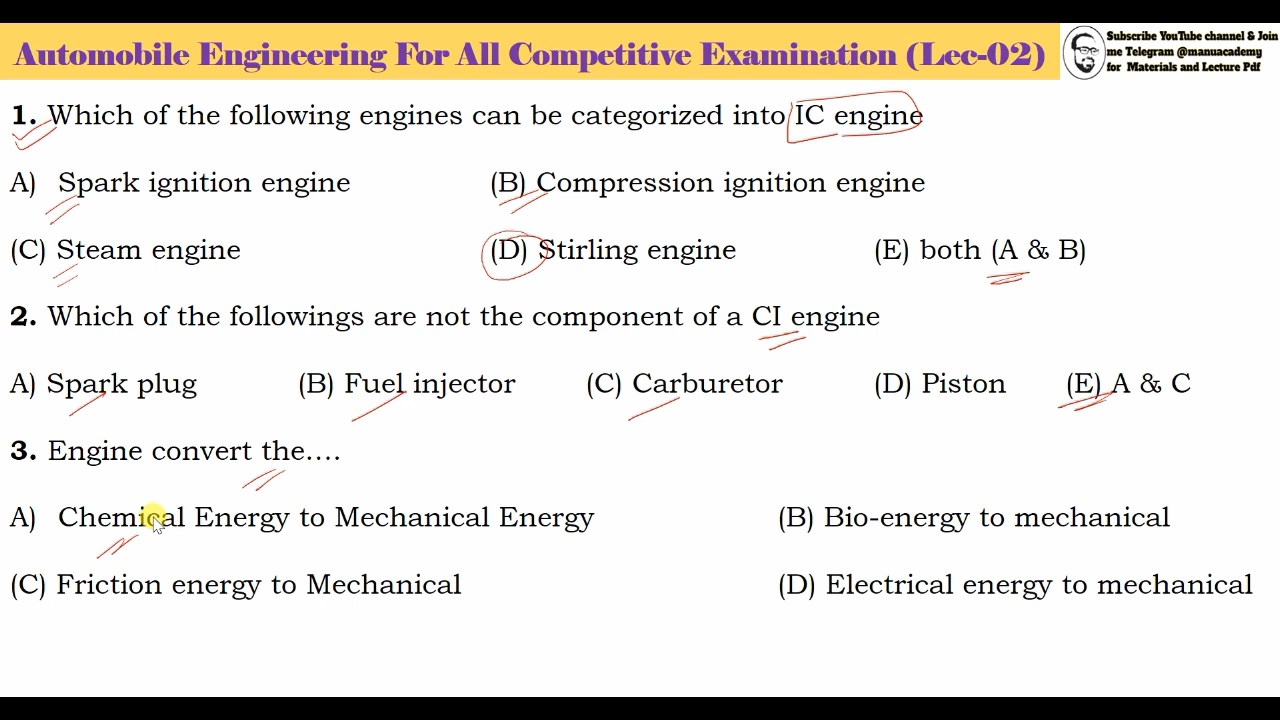 Automobile Engineering For All Competitive Examination (Lec-02)
Subscribe YouTube channel & Join
me Telegram @manuacademy
for Materials and Lecture Pdf
1. Which of the following engines can be categorized into IC engine
A) Spark ignition engine (B) Compression ignition engine
(C) Steam engine (D) Stirling engine (E) both (A & B)
2. Which of the followings are not the component of a CI engine
A) Spark plug (B) Fuel injector (C) Carburetor (D) Piston (E) A & C
3. Engine convert the....
A) Chemical Energy to Mechanical Energy (B) Bio-energy to mechanical
(C) Friction energy to Mechanical (D) Electrical energy to mechanical